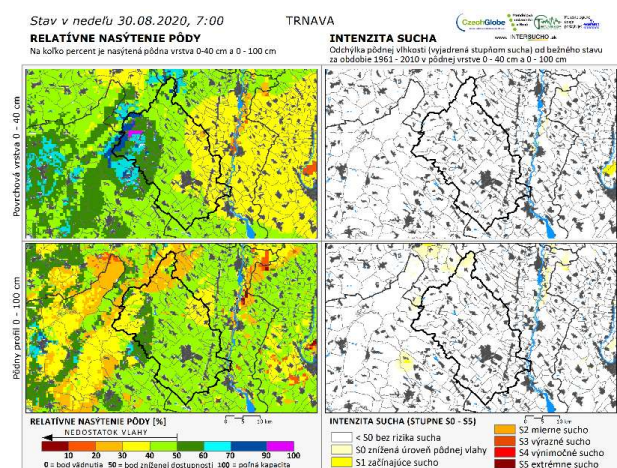 Stav v nedeľu 30.08.2020, 7:00
TRNAVA
CzechGlobe
www.INTERSUCHO.sk
RELATÍVNE NASÝTENIE PÔDY
Na koľko percent je nasýtená pôdna vrstva 0-40 cm a 0 - 100 cm
INTENZITA SUCHA
Odchýlka pôdnej vlhkosti (vyjadrená stupňom sucha) od bežného stavu
za obdobie 1961 - 2010 v pôdnej vrstve 0 - 40 cm a 0 - 100 cm
Povrchová vrstva 0 - 40 cm
Pôdny profil 0 - 100 cm
RELATÍVNE NASÝTENIE PÔDY [%]
0 5 10 km
NEDOSTATOK VLAHY
10 20 30 40 50 60 70 80 90 100
0 = bod vädnutia 50 = bod zníženej dostupnosti 100 = poľná kapacita
INTENZITA SUCHA (STUPNE S0 - S5)
0 5 10 km
< S0 bez rizika sucha
S0 znížená úroveň pôdnej vlahy
S1 začínajúce sucho
S2 mierne sucho
S3 výrazné sucho
S4 výnimočné sucho
S5 extrémne sucho